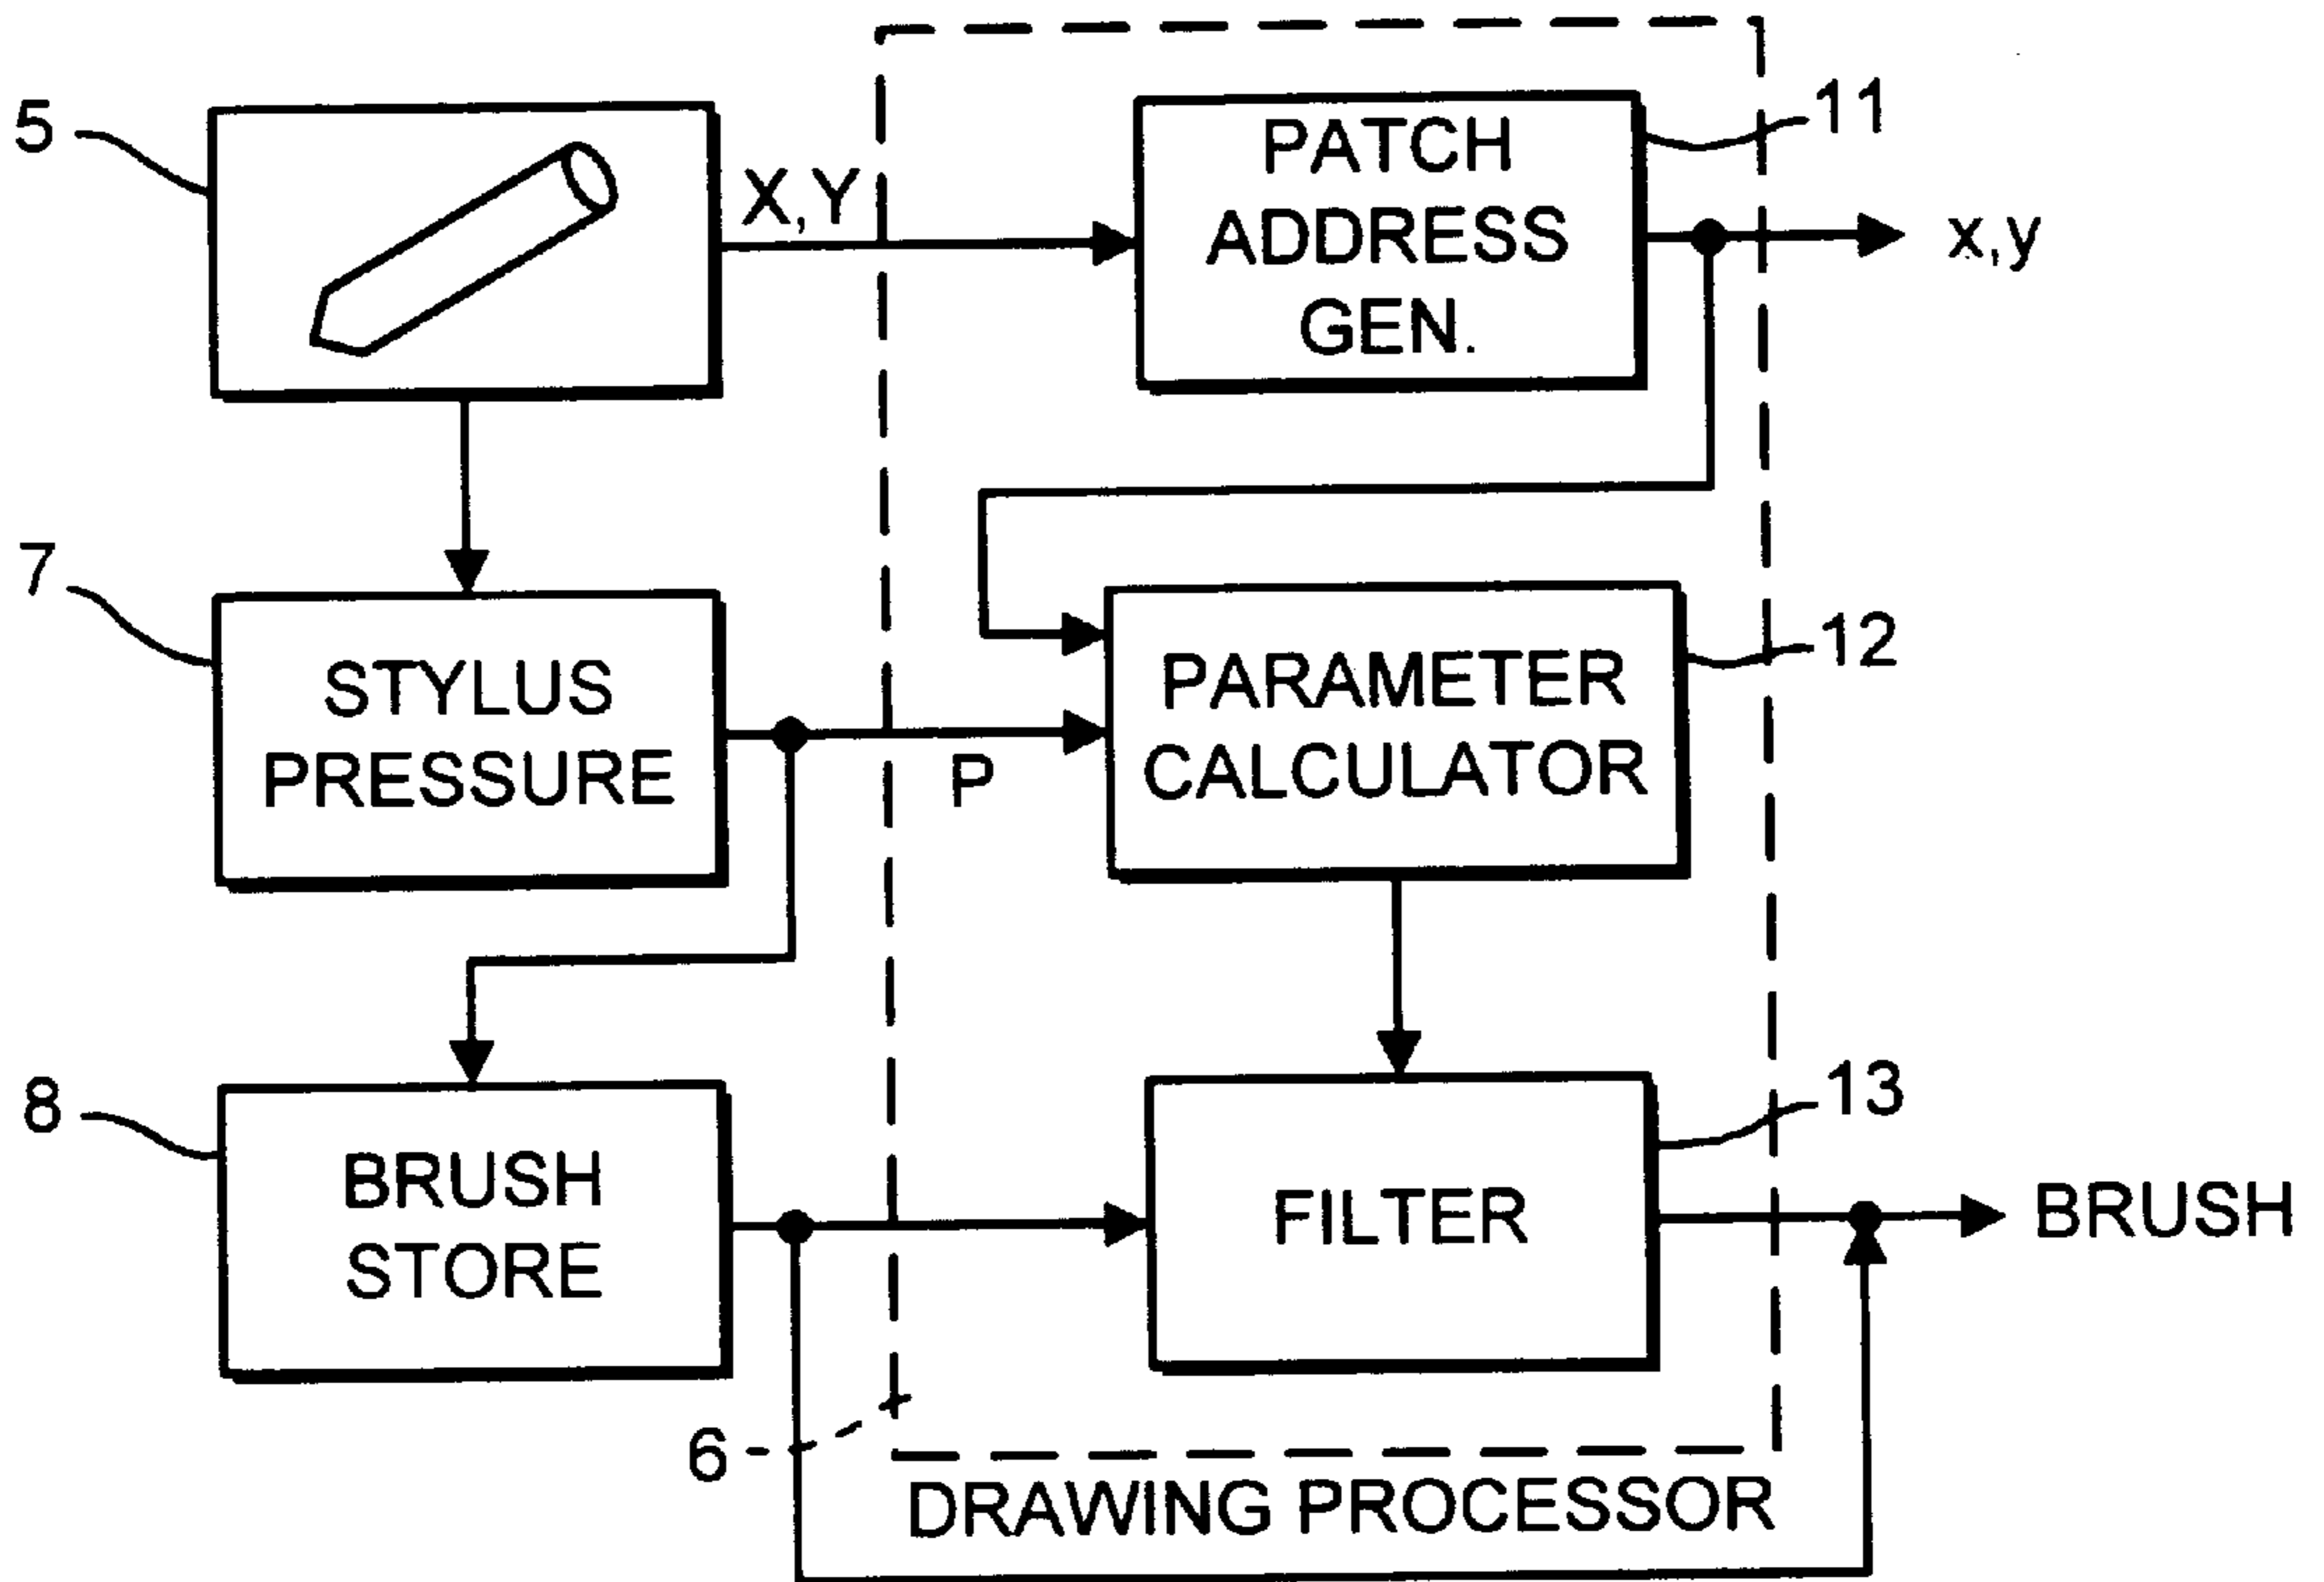 5
X,Y
PATCH
ADDRESS
GEN.
11
x,y
7
STYLUS
PRESSURE
P
PARAMETER
CALCULATOR
12
8
BRUSH
STORE
FILTER
13
BRUSH
6
DRAWING PROCESSOR